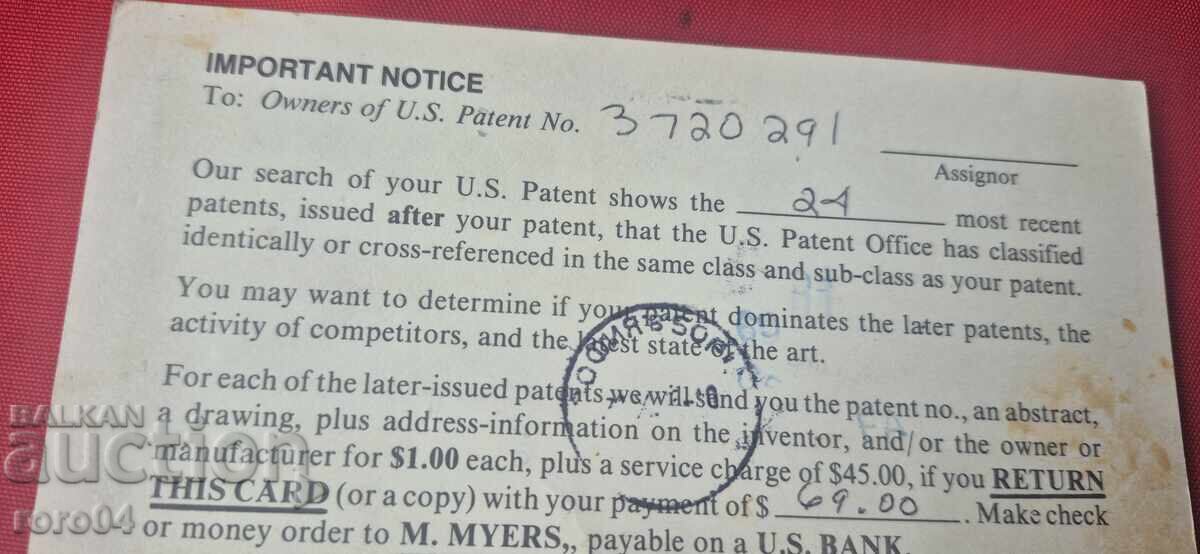 IMPORTANT NOTICE
To: Owners of U.S. Patent No. 3720291
Assignor
Our search of your U.S. Patent shows the 24 most recent
patents, issued after your patent, that the U.S. Patent Office has classified
identically or cross-referenced in the same class and sub-class as your patent.
You may want to determine if your patent dominates the later patents, the
activity of competitors, and the latest state of the art.
For each of the later-issued patents we will send you the patent no., an abstract,
a drawing, plus address-information on the inventor, and/or the owner or
manufacturer for $1.00 each, plus a service charge of $45.00, if you RETURN
THIS CARD (or a copy) with your payment of $ 69.00. Make check
or money order to M. MYERS,, payable on a U.S. BANK.
BALKAN
auction
roro04